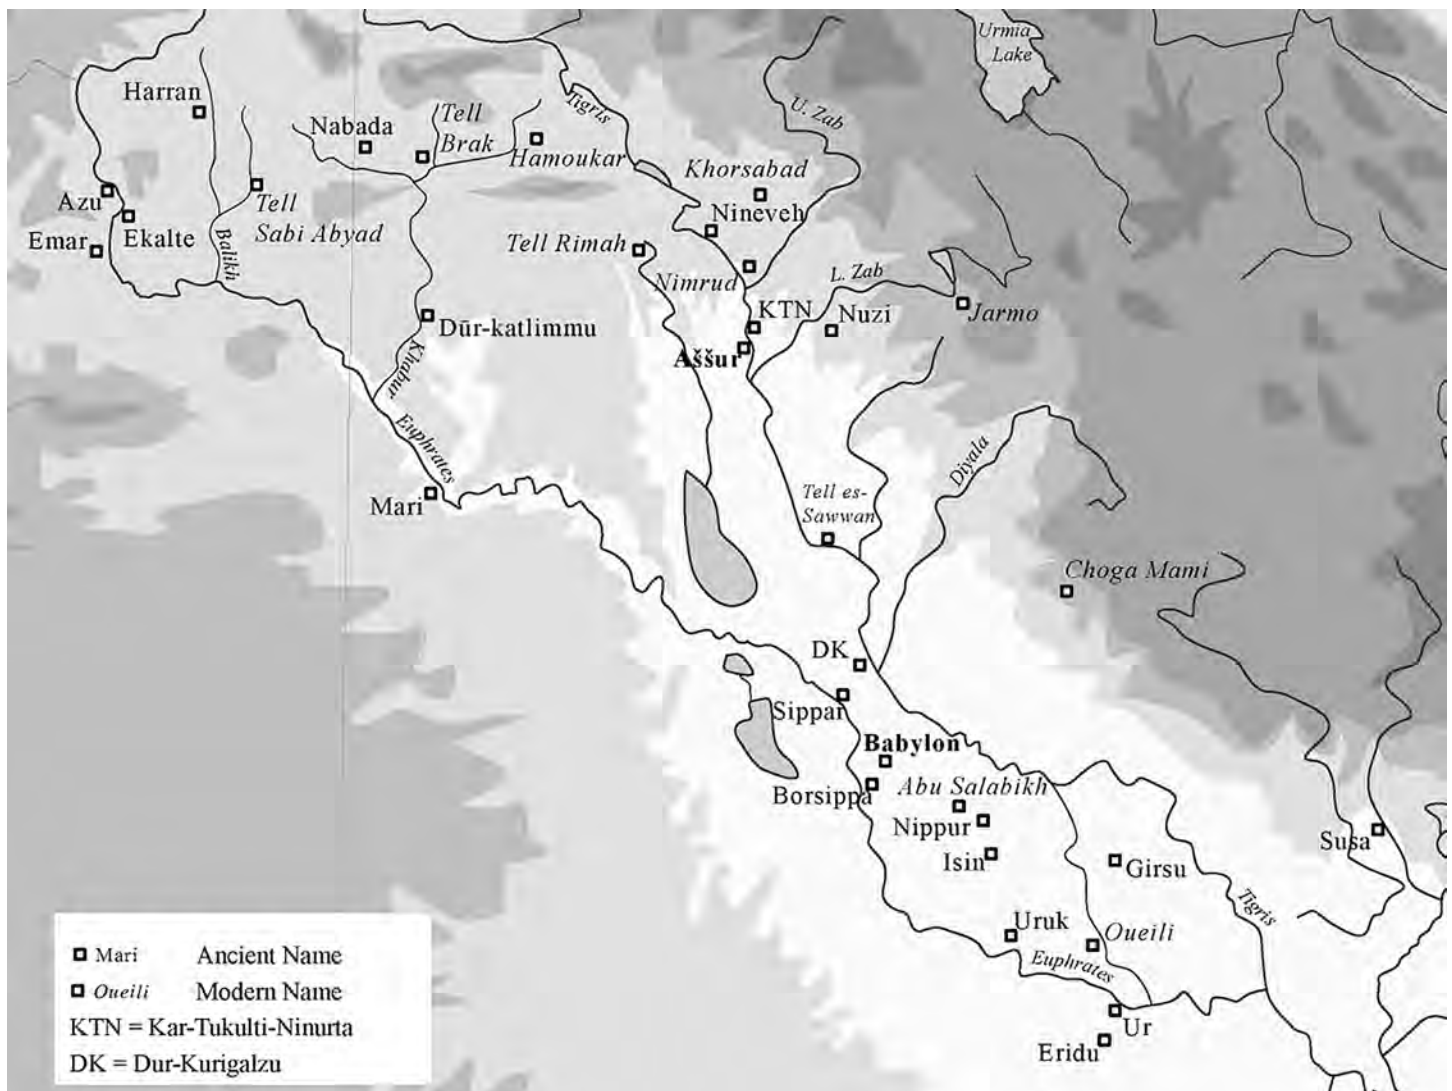 Urmia
Lake
Harran
Tigris
U. Zab
Tell
Brak
Nabada
Hamoukar
Khorsabad
Azu
Ekalte
Tell
Sabi Abyad
Nineveh
Emar
Balikh
Tell Rimah
Nimrud
L. Zab
KTN
Nuzi
Jarmo
Dūr-katlimmu
Aššur
Khabur
Euphrates
Diyala
Mari
Tell es-
Sawwan
Choga Mami
DK
Sippar
Babylon
Borsippa
Abu Salabikh
Nippur
Isin
Girsu
Susa
Tigris
Uruk
Oueili
Euphrates
Ur
Eridu
Mari Ancient Name
Oueili Modern Name
KTN = Kar-Tukulti-Ninurta
DK = Dur-Kurigalzu